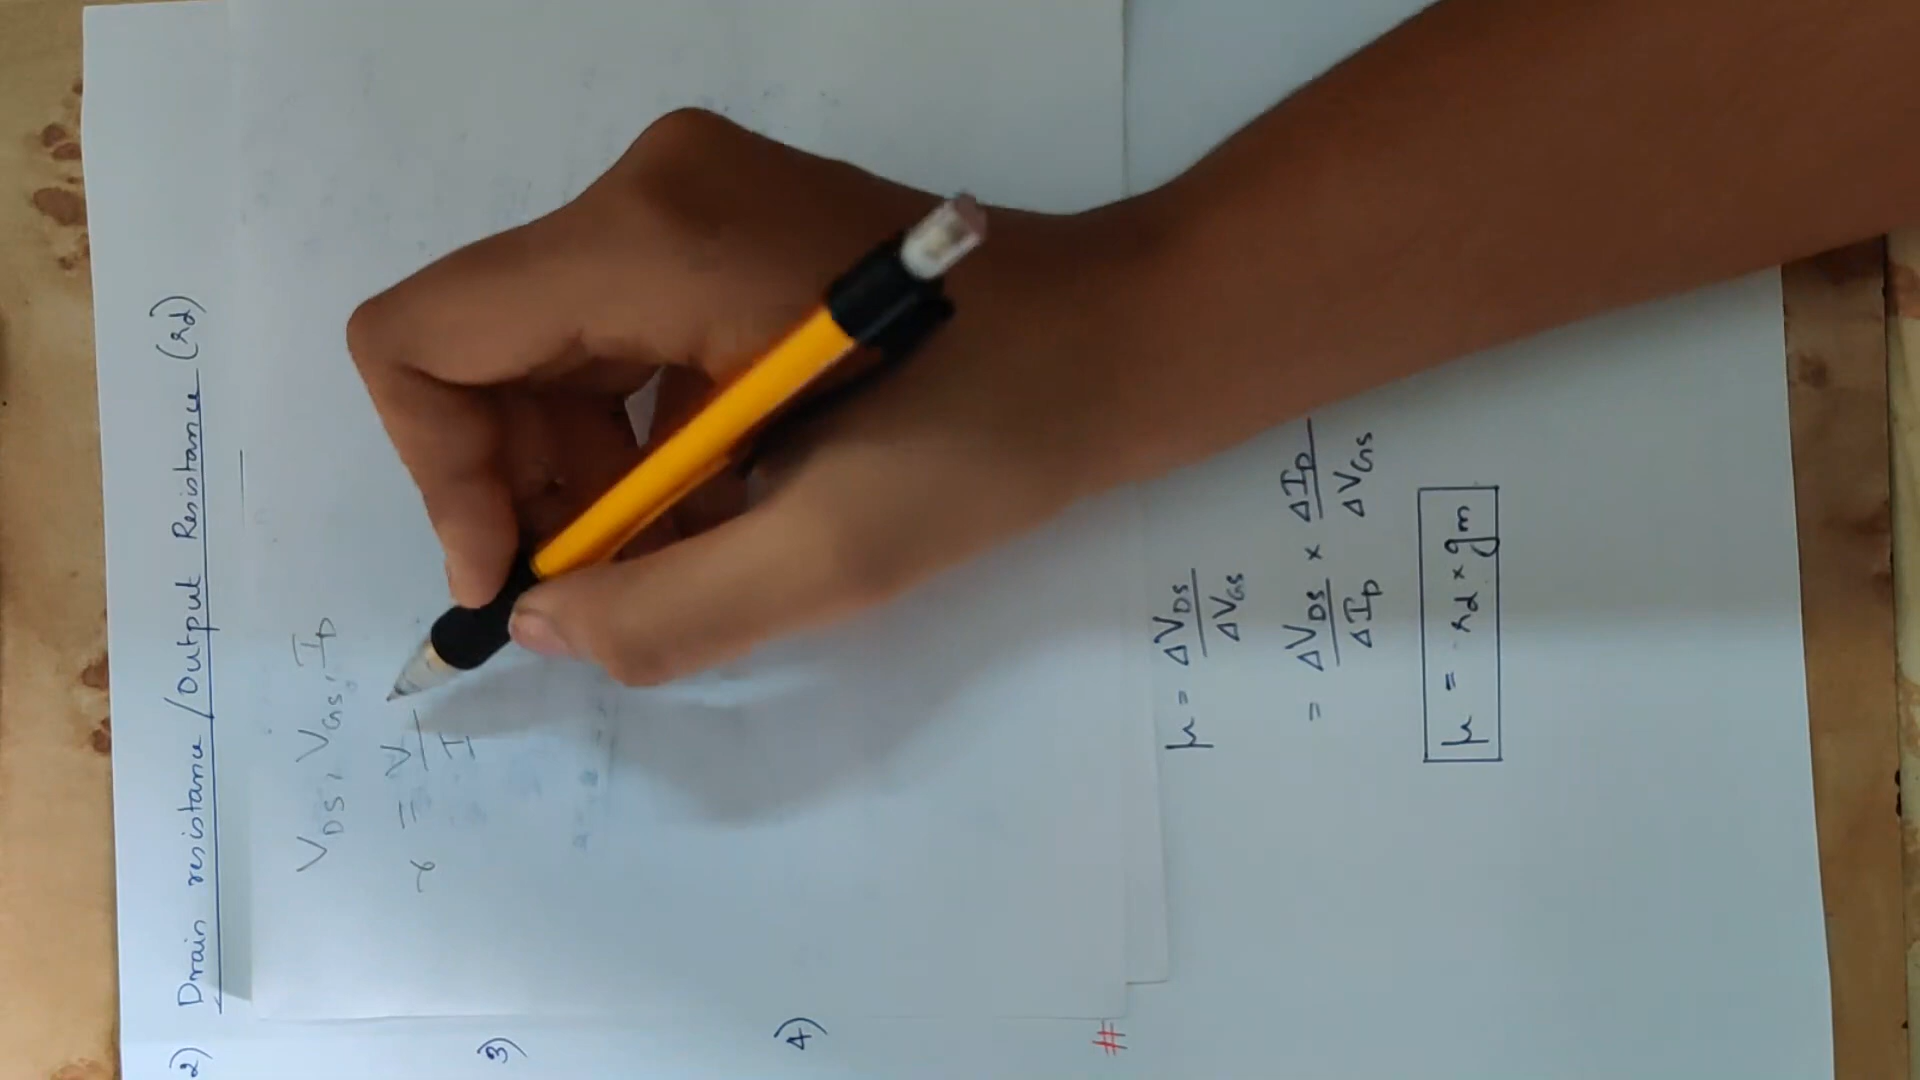 2) Drain resistance/Output Resistance (rd)
VDS, VGS, ID
r = V/I
3)
4)
#
μ = ΔVDS/ΔVGS
= ΔVDS/ΔID × ΔID/ΔVGS
μ = rd × gm